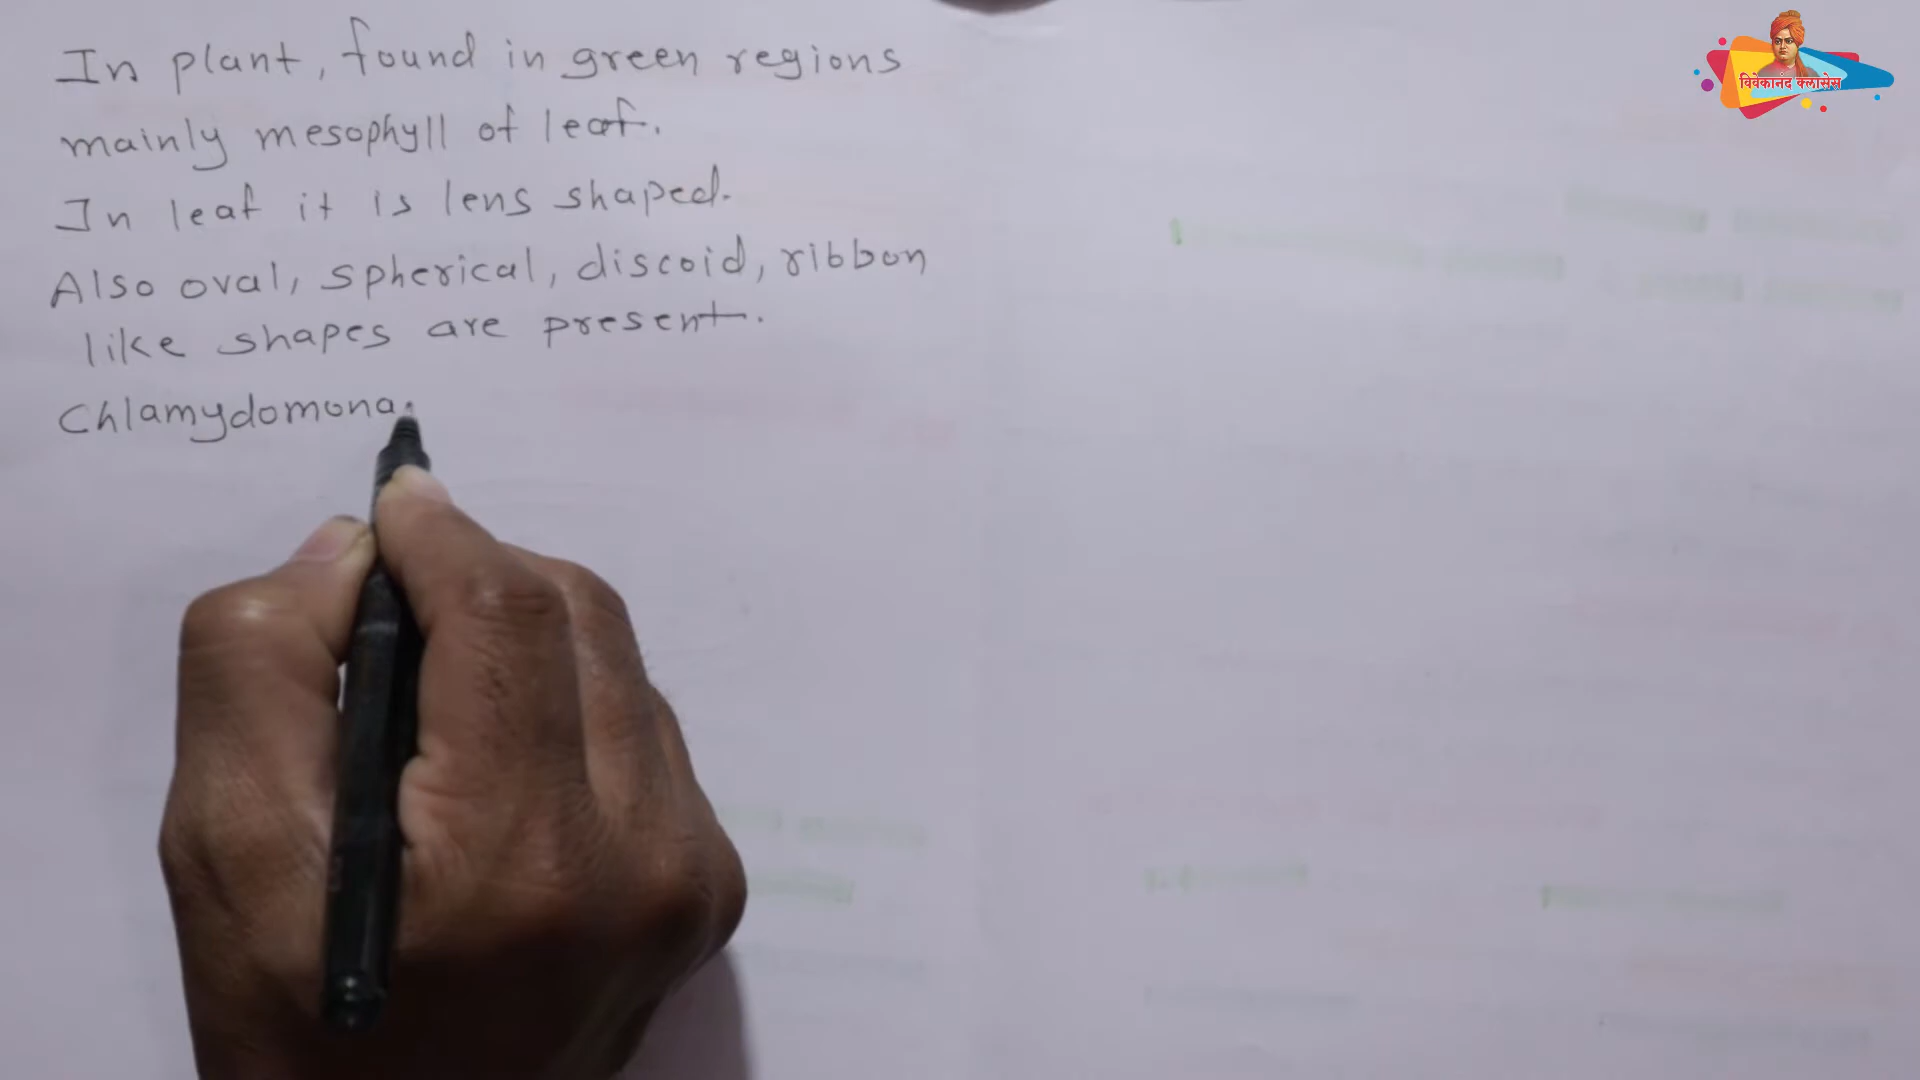 In plant, found in green regions
mainly mesophyll of leaf.
In leaf it is lens shaped.
Also oval, spherical, discoid, ribbon
like shapes are present.
Chlamydomona
विवेकानंद क्लासेस